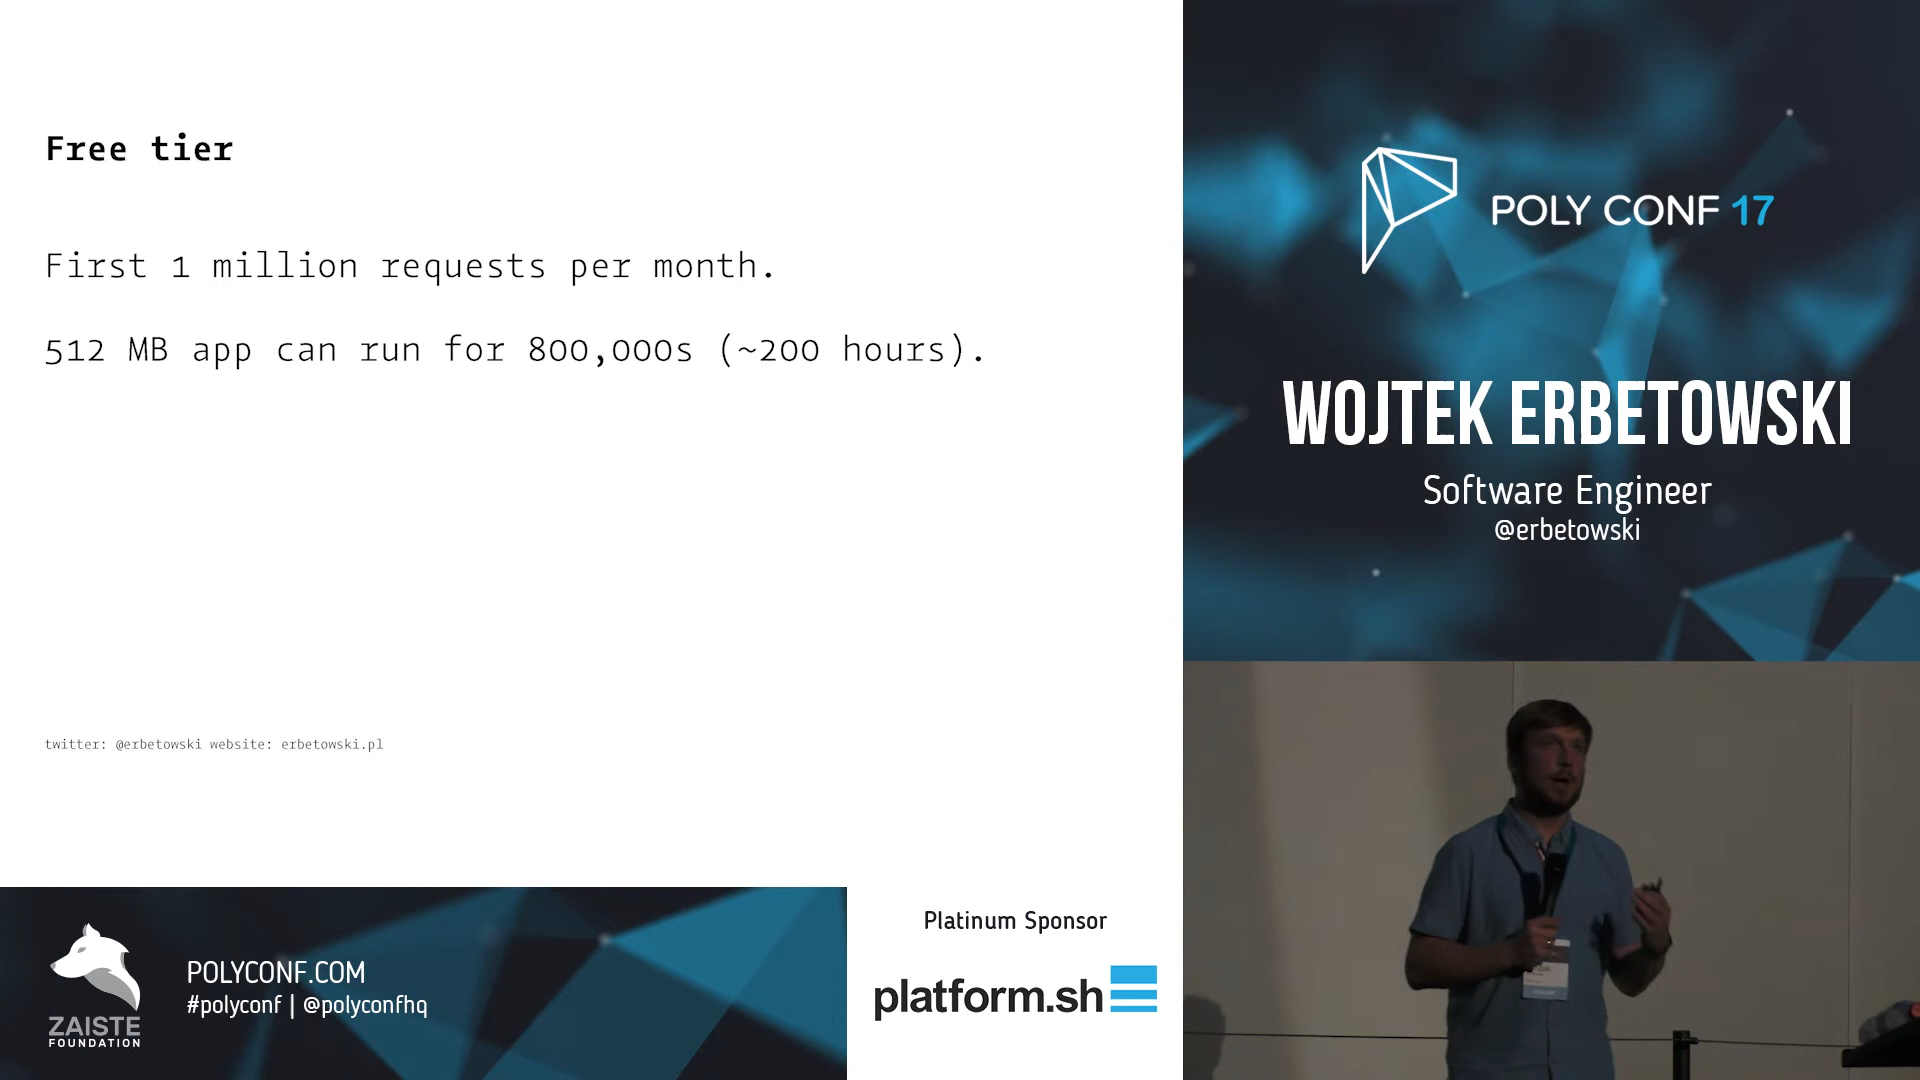 Free tier
First 1 million requests per month.
512 MB app can run for 800,000s (~200 hours).
twitter: @erbetowski website: erbetowski.pl
POLY CONF 17
WOJTEK ERBETOWSKI
Software Engineer
@erbetowski
ZAISTE
FOUNDATION
POLYCONF.COM
#polyconf | @polyconfhq
Platinum Sponsor
platform.sh